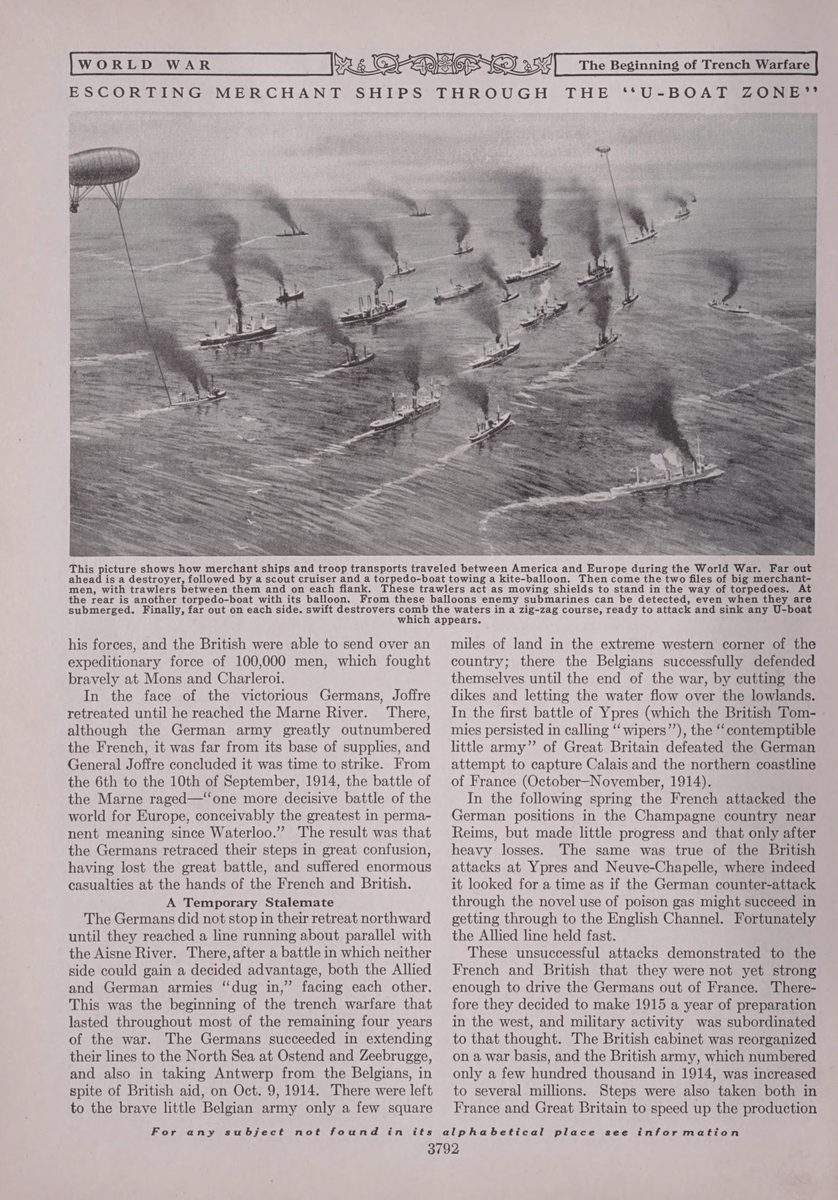 WORLD WAR
The Beginning of Trench Warfare
ESCORTING MERCHANT SHIPS THROUGH THE “U-BOAT ZONE”
This picture shows how merchant ships and troop transports traveled between America and Europe during the World War. Far out
ahead is a destroyer, followed by a scout cruiser and a torpedo-boat towing a kite-balloon. Then come the two files of big merchant-
men, with trawlers between them and on each flank. These trawlers act as moving shields to stand in the way of torpedoes. At
the rear is another torpedo-boat with its balloon. From these balloons enemy submarines can be detected, even when they are
submerged. Finally, far out on each side. swift destroyers comb the waters in a zig-zag course, ready to attack and sink any U-boat
which appears.
his forces, and the British were able to send over an
expeditionary force of 100,000 men, which fought
bravely at Mons and Charleroi.
In the face of the victorious Germans, Joffre
retreated until he reached the Marne River. There,
although the German army greatly outnumbered
the French, it was far from its base of supplies, and
General Joffre concluded it was time to strike. From
the 6th to the 10th of September, 1914, the battle of
the Marne raged—“one more decisive battle of the
world for Europe, conceivably the greatest in perma-
nent meaning since Waterloo.” The result was that
the Germans retraced their steps in great confusion,
having lost the great battle, and suffered enormous
casualties at the hands of the French and British.
A Temporary Stalemate
The Germans did not stop in their retreat northward
until they reached a line running about parallel with
the Aisne River. There, after a battle in which neither
side could gain a decided advantage, both the Allied
and German armies “dug in,” facing each other.
This was the beginning of the trench warfare that
lasted throughout most of the remaining four years
of the war. The Germans succeeded in extending
their lines to the North Sea at Ostend and Zeebrugge,
and also in taking Antwerp from the Belgians, in
spite of British aid, on Oct. 9, 1914. There were left
to the brave little Belgian army only a few square
miles of land in the extreme western corner of the
country; there the Belgians successfully defended
themselves until the end of the war, by cutting the
dikes and letting the water flow over the lowlands.
In the first battle of Ypres (which the British Tom-
mies persisted in calling “wipers”), the “contemptible
little army” of Great Britain defeated the German
attempt to capture Calais and the northern coastline
of France (October–November, 1914).
In the following spring the French attacked the
German positions in the Champagne country near
Reims, but made little progress and that only after
heavy losses. The same was true of the British
attacks at Ypres and Neuve-Chapelle, where indeed
it looked for a time as if the German counter-attack
through the novel use of poison gas might succeed in
getting through to the English Channel. Fortunately
the Allied line held fast.
These unsuccessful attacks demonstrated to the
French and British that they were not yet strong
enough to drive the Germans out of France. There-
fore they decided to make 1915 a year of preparation
in the west, and military activity was subordinated
to that thought. The British cabinet was reorganized
on a war basis, and the British army, which numbered
only a few hundred thousand in 1914, was increased
to several millions. Steps were also taken both in
France and Great Britain to speed up the production
For any subject not found in its alphabetical place see information
3792